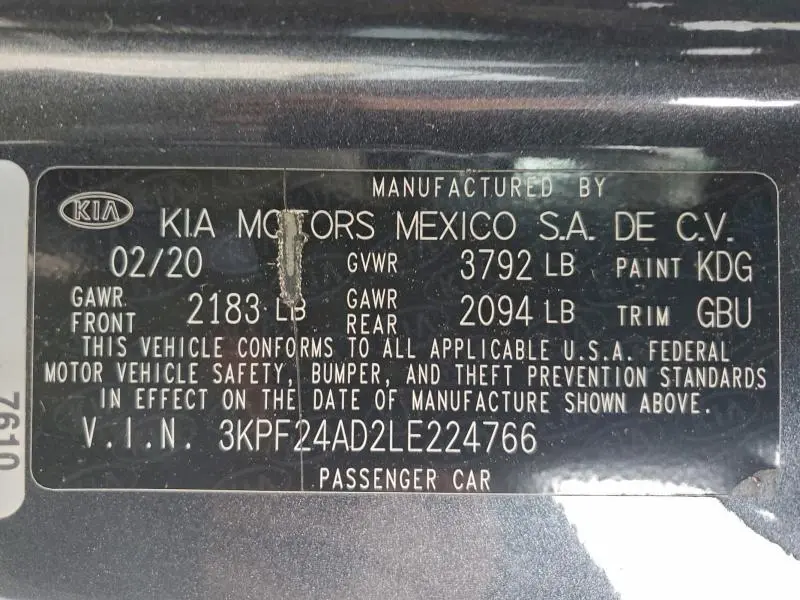 MANUFACTURED BY
KIA
KIA MOTORS MEXICO S.A. DE C.V.
02/20 GVWR 3792 LB PAINT KDG
GAWR FRONT 2183 LB GAWR REAR 2094 LB TRIM GBU
THIS VEHICLE CONFORMS TO ALL APPLICABLE U.S.A. FEDERAL
MOTOR VEHICLE SAFETY, BUMPER, AND THEFT PREVENTION STANDARDS
IN EFFECT ON THE DATE OF MANUFACTURE SHOWN ABOVE.
V.I.N. 3KPF24AD2LE224766
PASSENGER CAR
7610